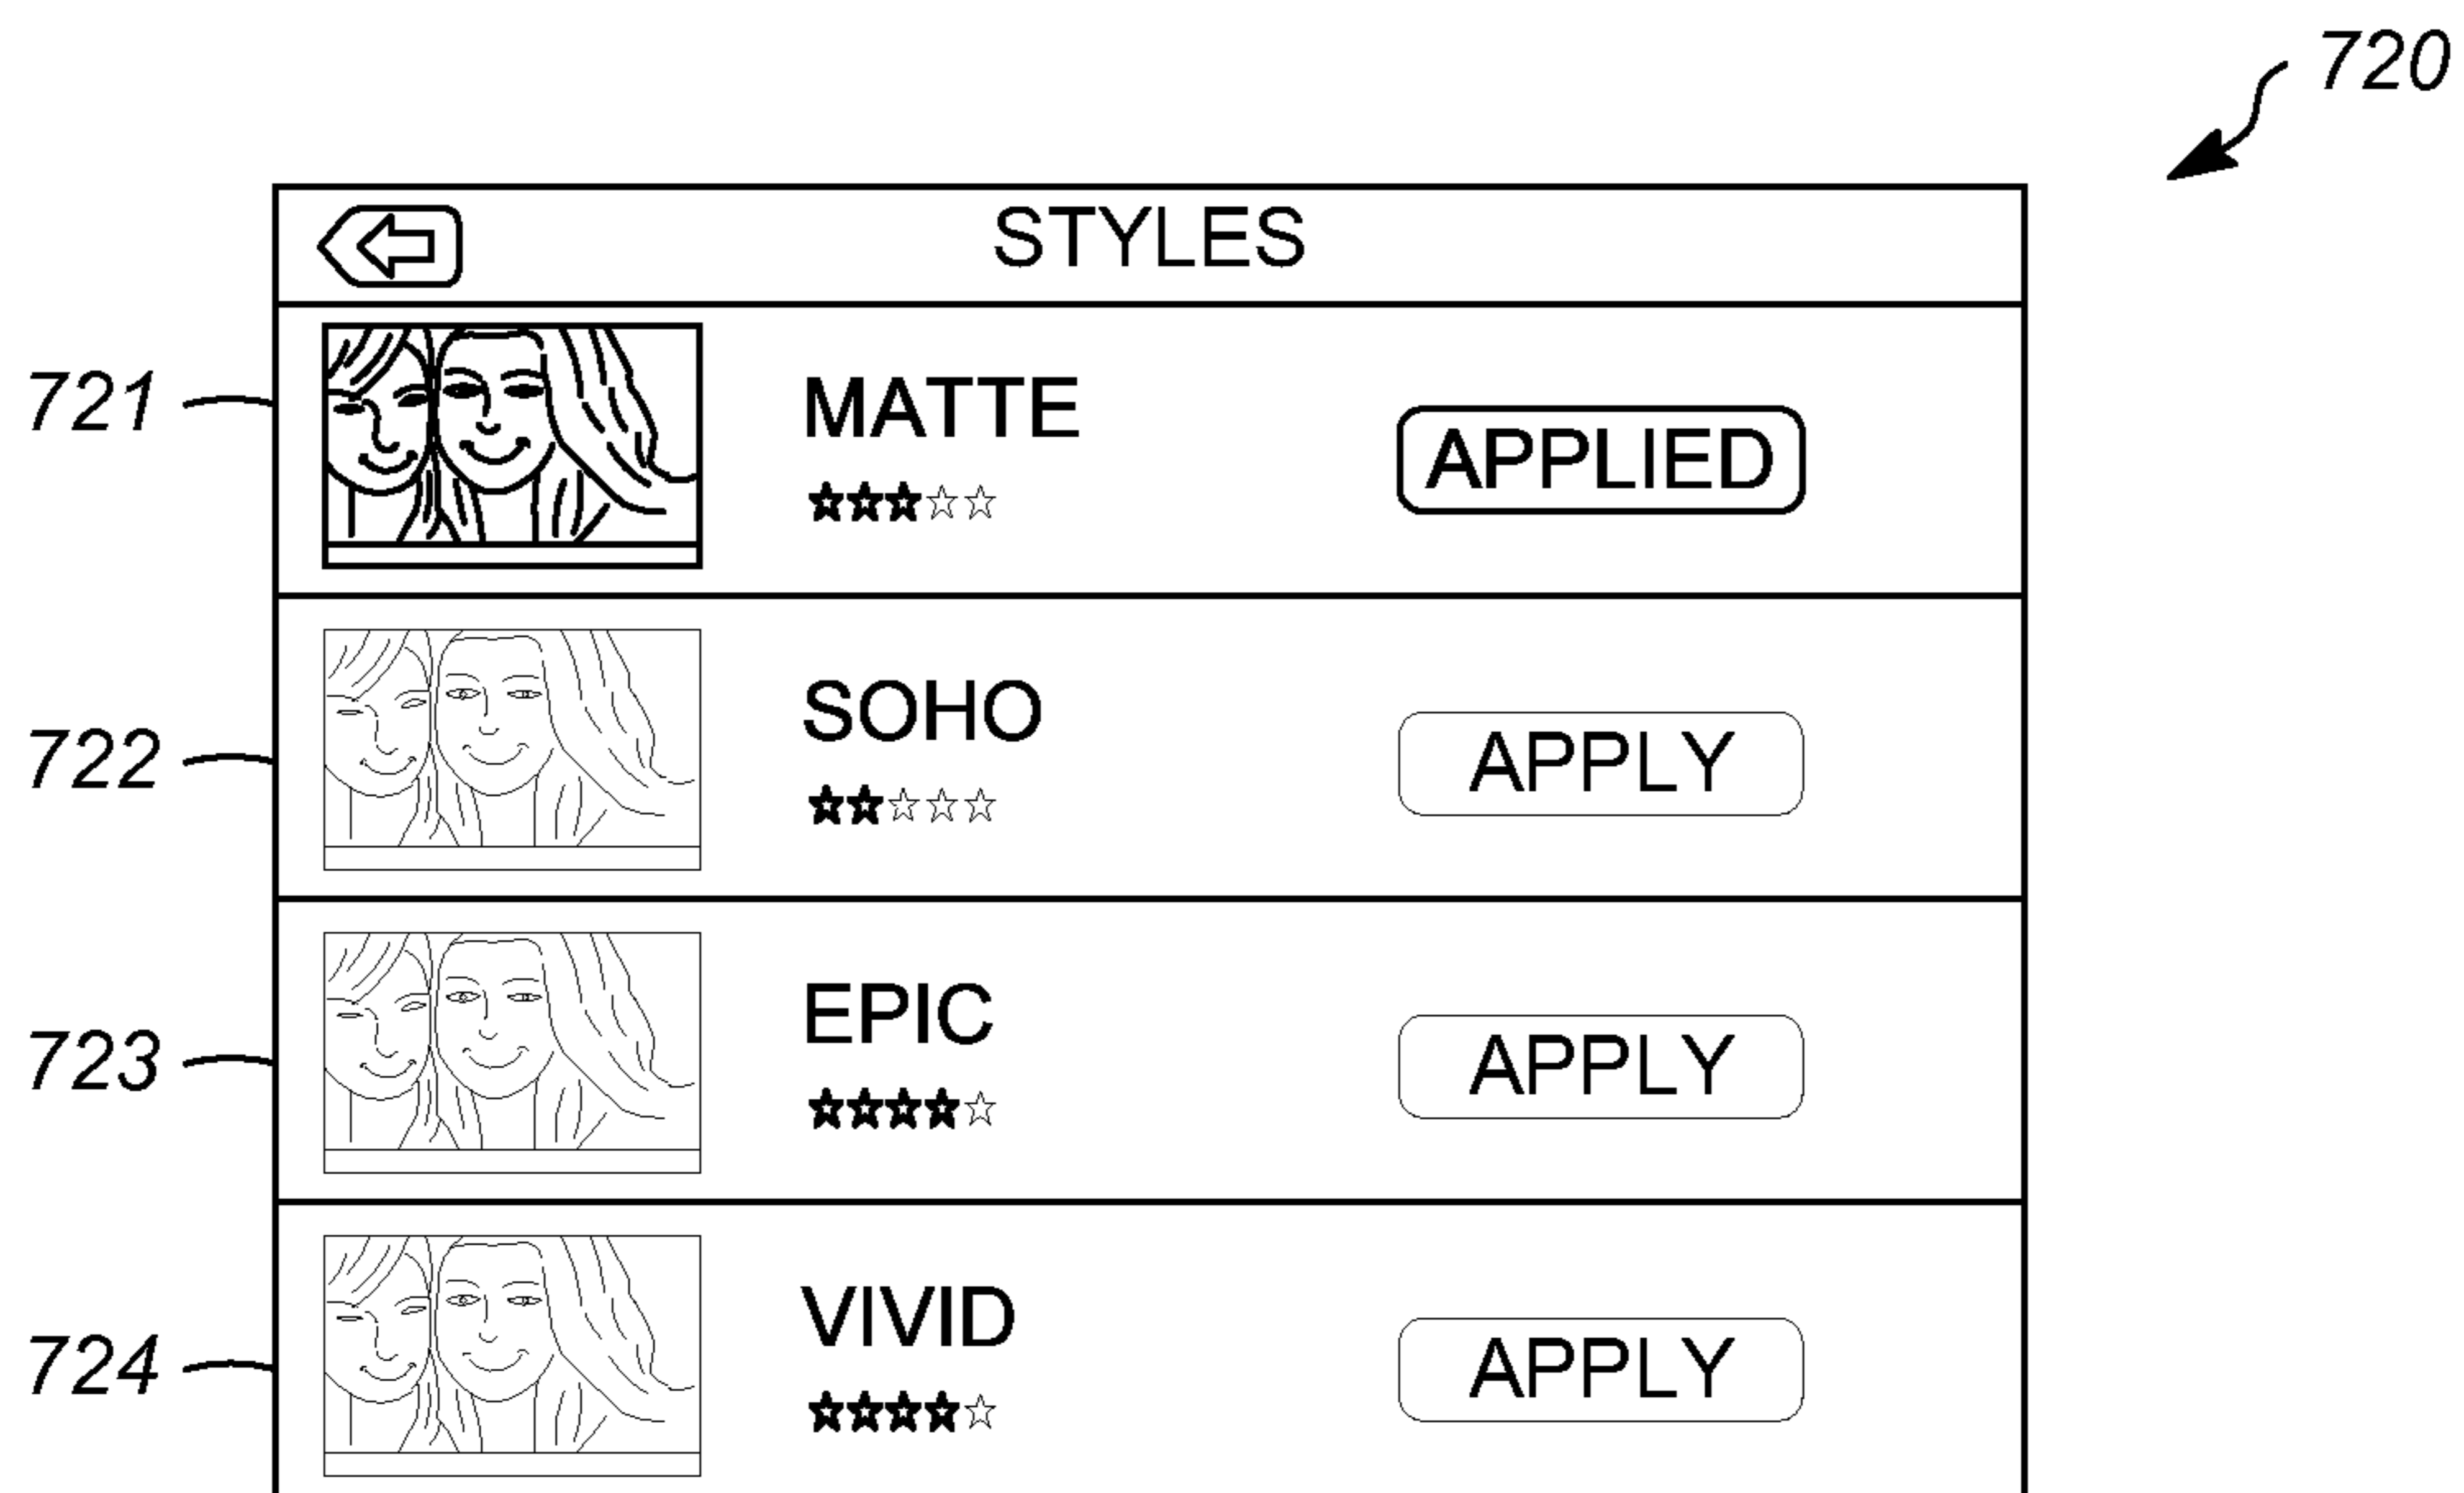 720
STYLES
721
MATTE
APPLIED
722
SOHO
APPLY
723
EPIC
APPLY
724
VIVID
APPLY